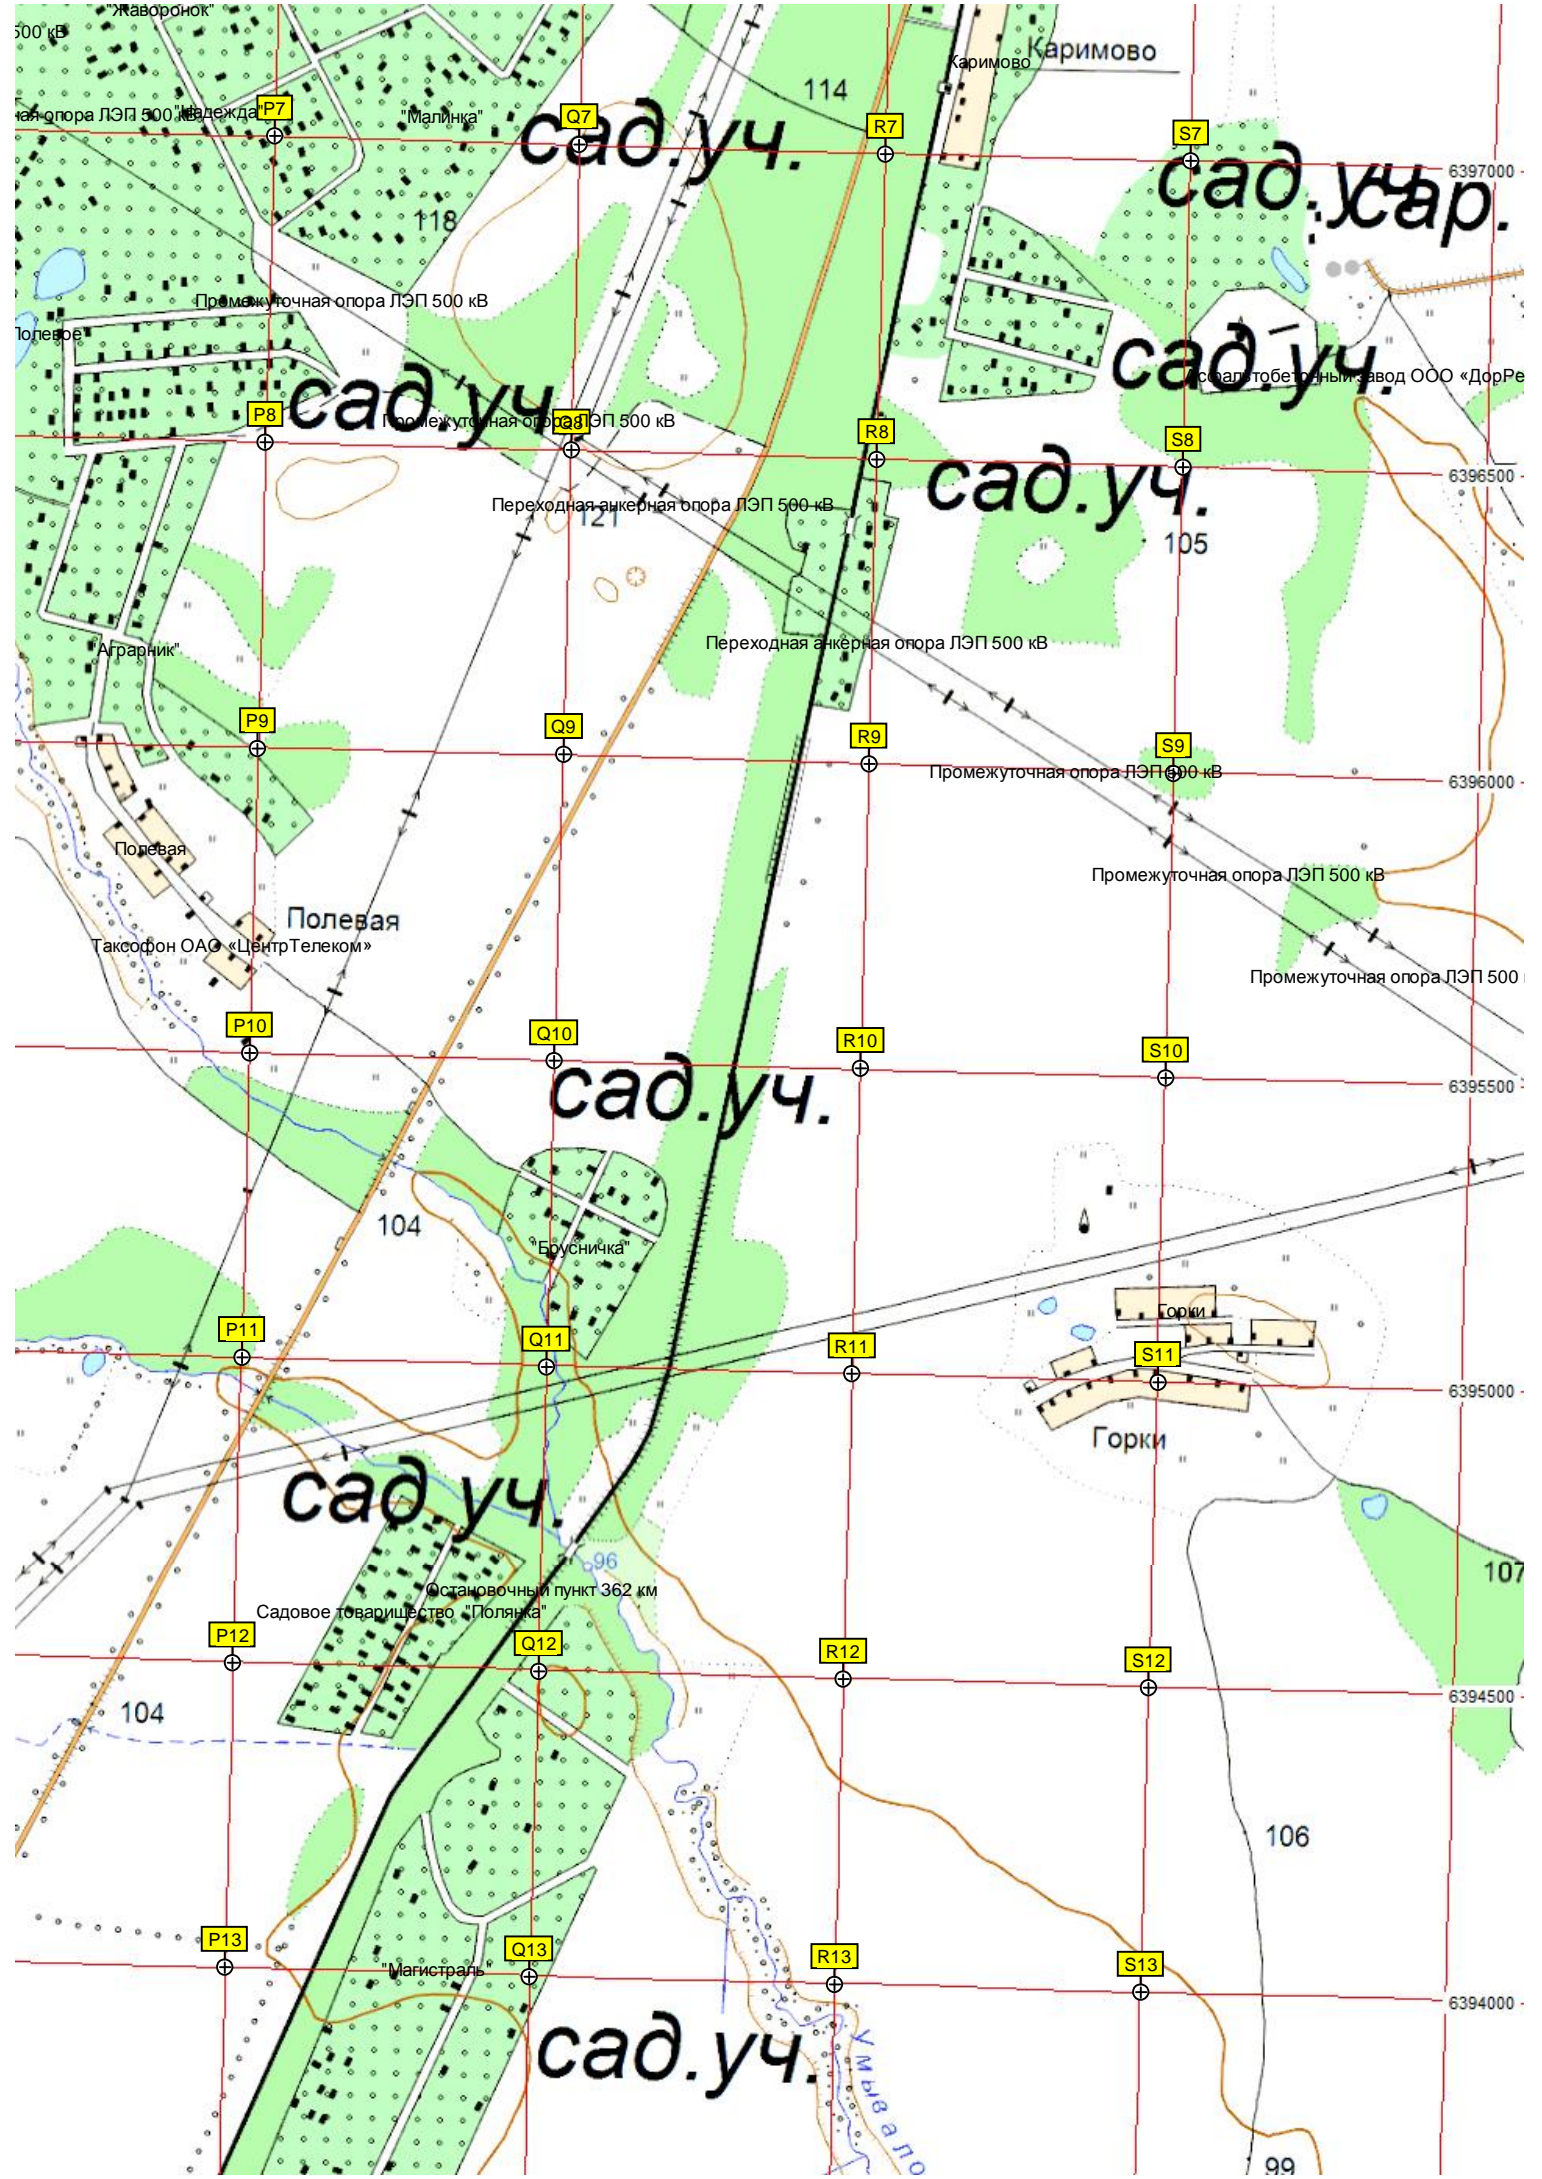 "Жаворонок"
500 кВ
Каримово
Каримово
114
ная опора ЛЭП 500 кВ
"Надежда"
P7
"Малинка"
Q7
сад.уч.
R7
S7
6397000
сад.уч.
сар.
118
Промежуточная опора ЛЭП 500 кВ
Полевое"
сад.уч.
сад.уч.
Асфальтобетонный завод ООО «ДорРе
P8
Промежуточная опора ЛЭП 500 кВ
Q8
R8
S8
6396500
сад.уч.
Переходная анкерная опора ЛЭП 500 кВ
121
105
"Аграрник"
Переходная анкерная опора ЛЭП 500 кВ
P9
Q9
R9
S9
Промежуточная опора ЛЭП 500 кВ
6396000
Полевая
Промежуточная опора ЛЭП 500 кВ
Полевая
Таксофон ОАО «ЦентрТелеком»
Промежуточная опора ЛЭП 500
P10
Q10
R10
S10
6395500
сад.уч.
104
"Брусничка"
Горки
P11
Q11
R11
S11
6395000
Горки
сад.уч.
96
107
Остановочный пункт 362 км
Садовое товарищество "Полянка"
P12
Q12
R12
S12
6394500
104
106
P13
Q13
R13
S13
"Магистраль"
6394000
сад.уч.
Умывало
99